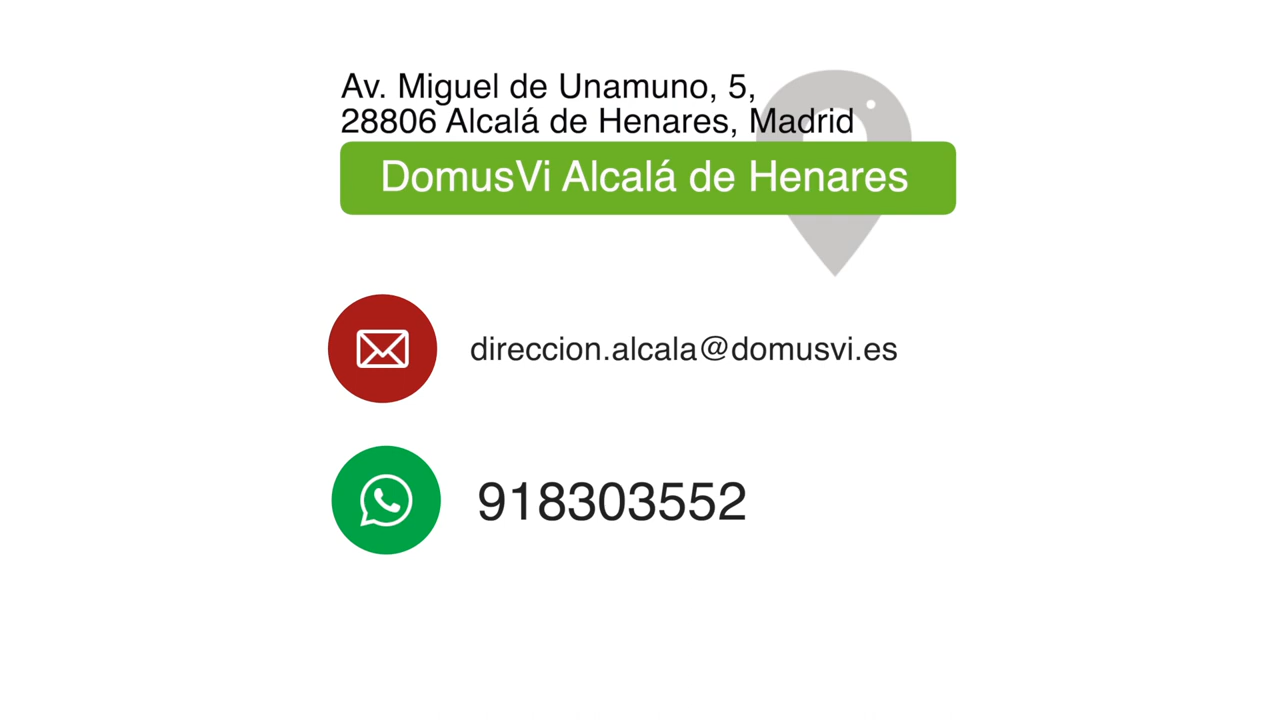 Av. Miguel de Unamuno, 5,
28806 Alcalá de Henares, Madrid
DomusVi Alcalá de Henares
direccion.alcala@domusvi.es
918303552